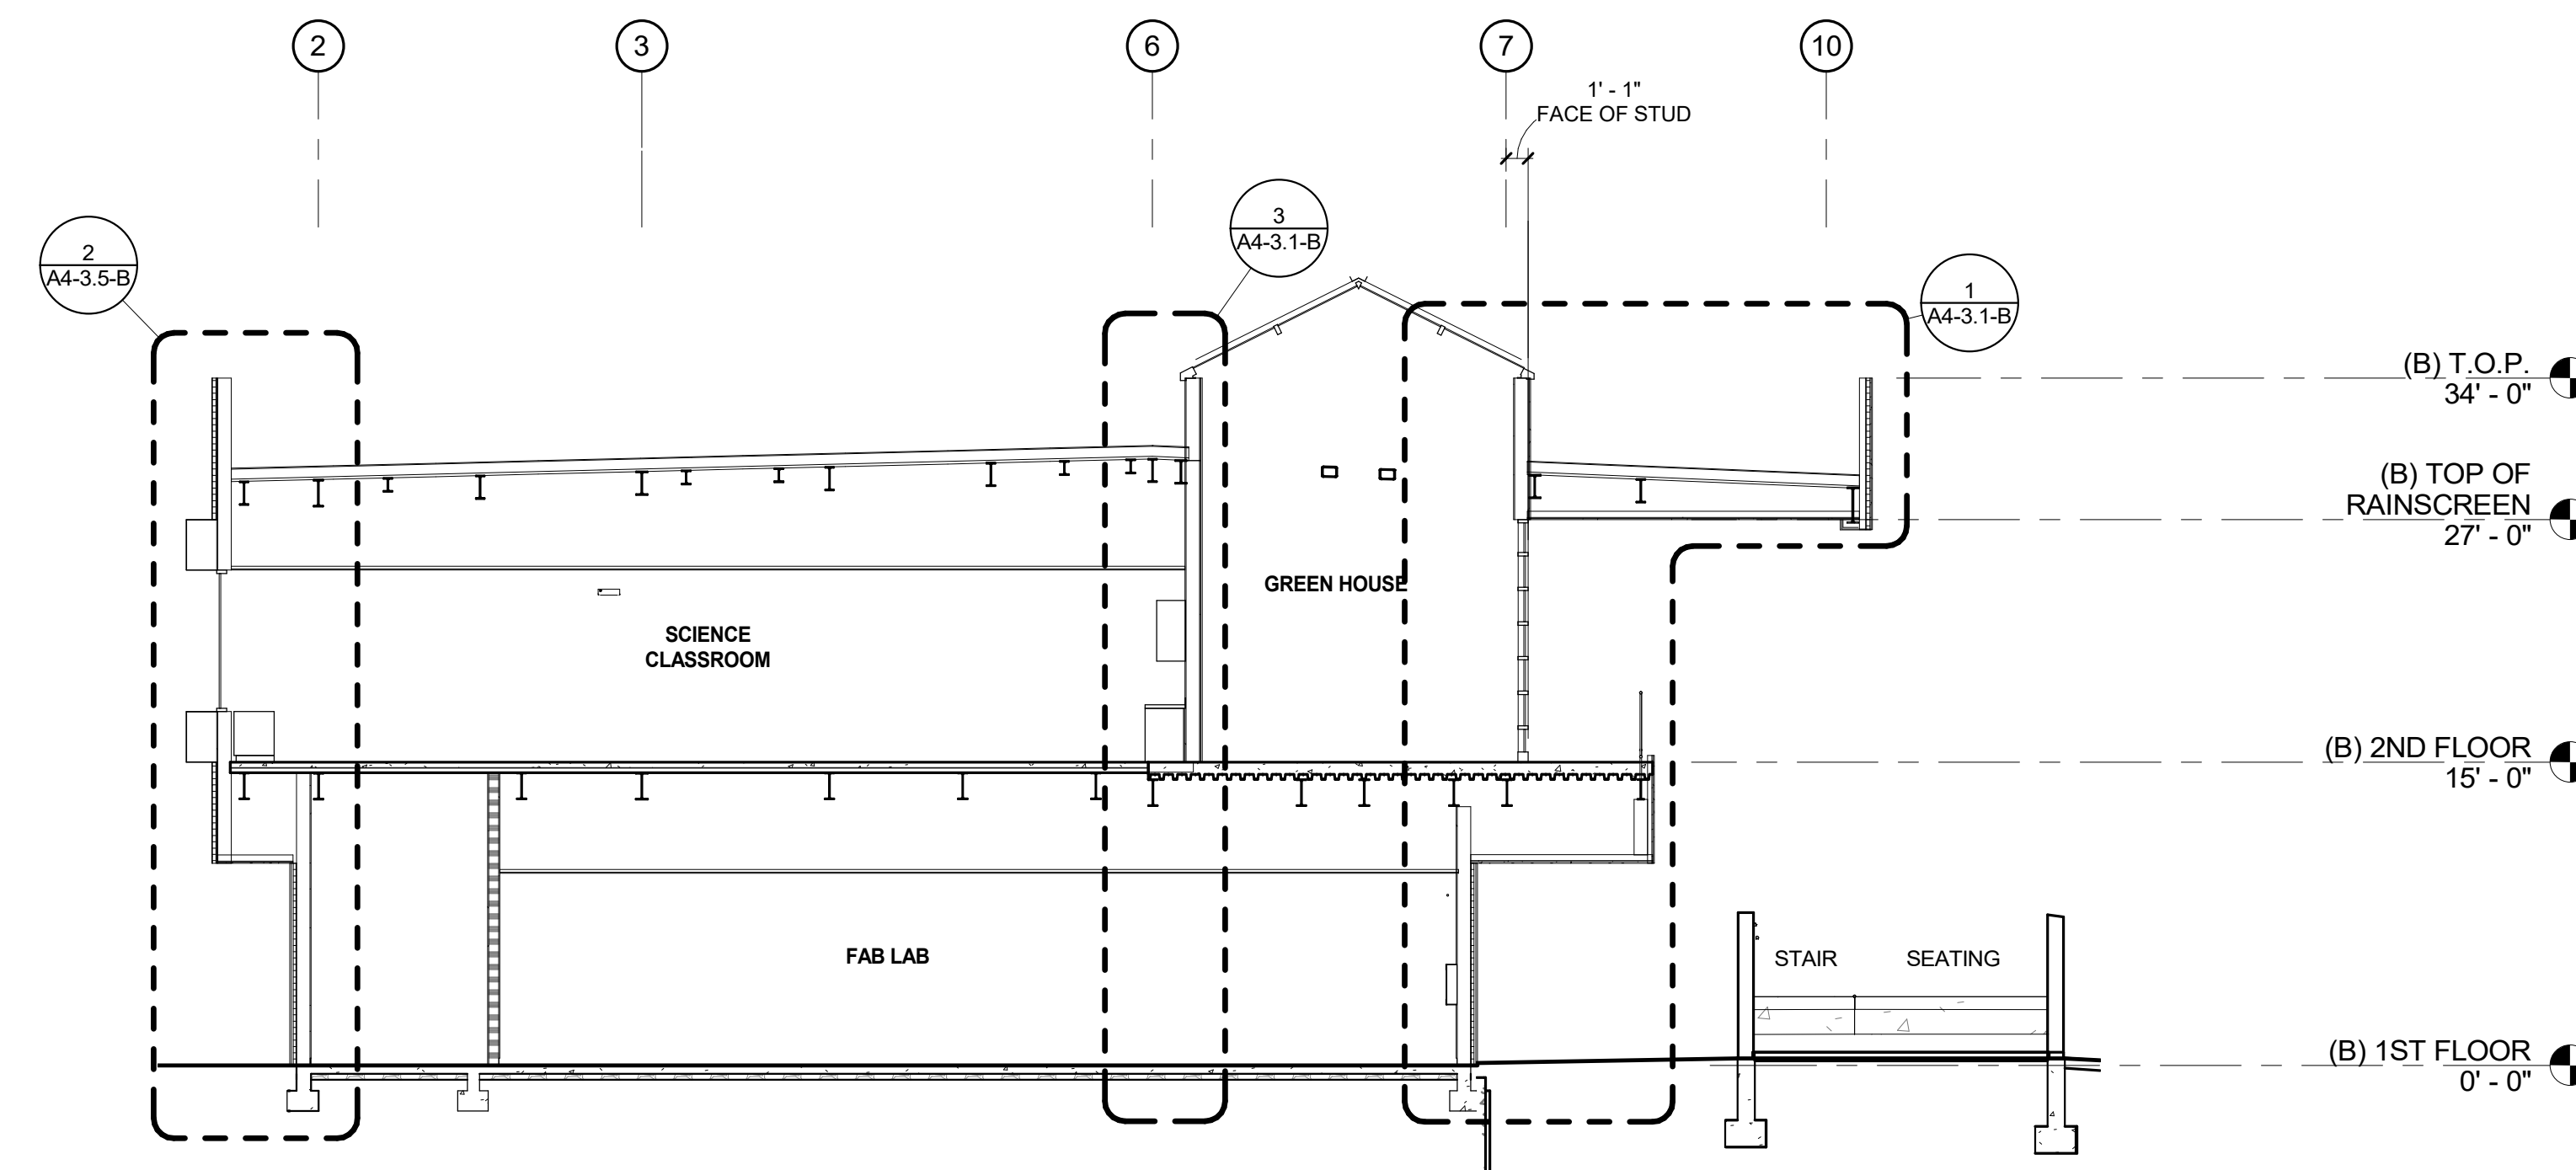 2
3
6
7
10
1' - 1"
FACE OF STUD
3
A4-3.1-B
2
A4-3.5-B
1
A4-3.1-B
(B) T.O.P.
34' - 0"
(B) TOP OF
RAINSCREEN
27' - 0"
GREEN HOUSE
SCIENCE
CLASSROOM
(B) 2ND FLOOR
15' - 0"
FAB LAB
STAIR
SEATING
(B) 1ST FLOOR
0' - 0"